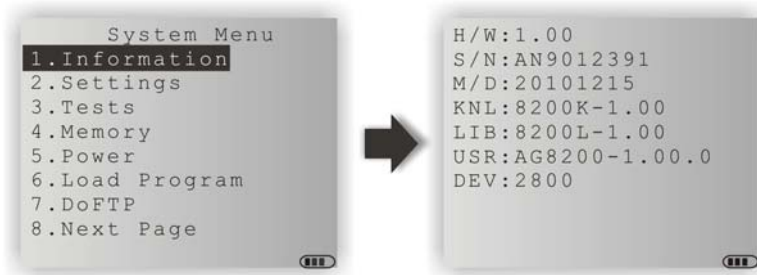 System Menu
1.Information
2.Settings
3.Tests
4.Memory
5.Power
6.Load Program
7.DoFTP
8.Next Page
H/W:1.00
S/N:AN9012391
M/D:20101215
KNL:8200K-1.00
LIB:8200L-1.00
USR:AG8200-1.00.0
DEV:2800